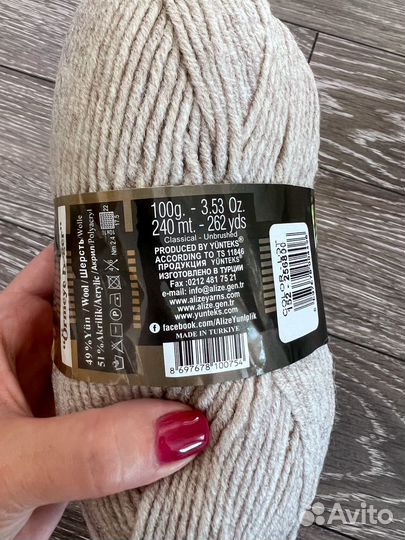 100g. - 3.53 Oz.
240 mt. - 262 yds
Classical - Unbrushed
PRODUCED BY YÜNTEKS
ACCORDING TO TS 11846
ПРОДУКЦИЯ YÜNTEKS
ИЗГОТОВЛЕНО В ТУРЦИИ
Fax :0212 481 75 21
e-mail: info@alize.gen.tr
www.alizeyarns.com
www.alize.gen.tr
www.yunteks.com
facebook.com/AlizeYunIplik
MADE IN TURKIYE
8 697678 100754
49%Yün / Wool / Шерсть /Wolle
51%Akrilik/Acrylic/Акрил/Polyacryl
22
17.5
Avito